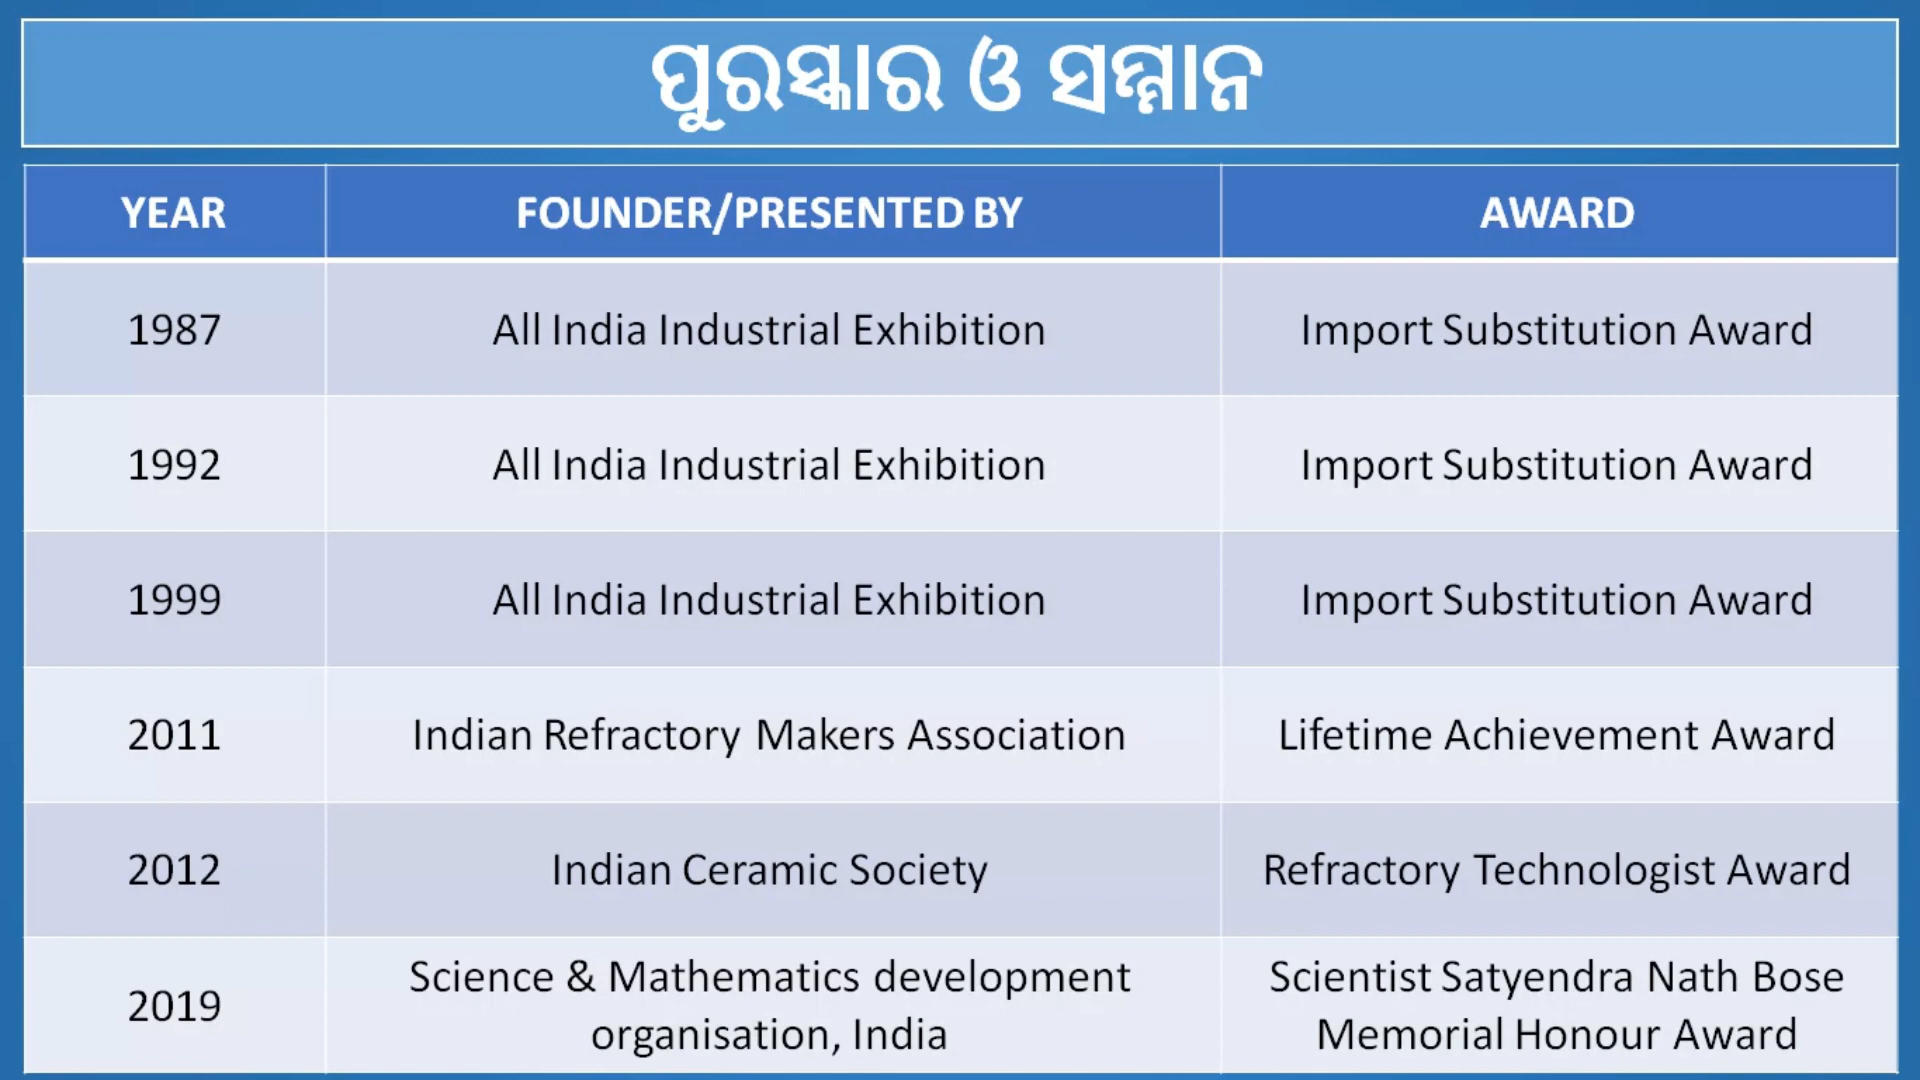 ପୁରସ୍କାର ଓ ସମ୍ମାନ
YEAR FOUNDER/PRESENTED BY AWARD
1987 All India Industrial Exhibition Import Substitution Award
1992 All India Industrial Exhibition Import Substitution Award
1999 All India Industrial Exhibition Import Substitution Award
2011 Indian Refractory Makers Association Lifetime Achievement Award
2012 Indian Ceramic Society Refractory Technologist Award
2019
Science & Mathematics development
organisation, India
Scientist Satyendra Nath Bose
Memorial Honour Award